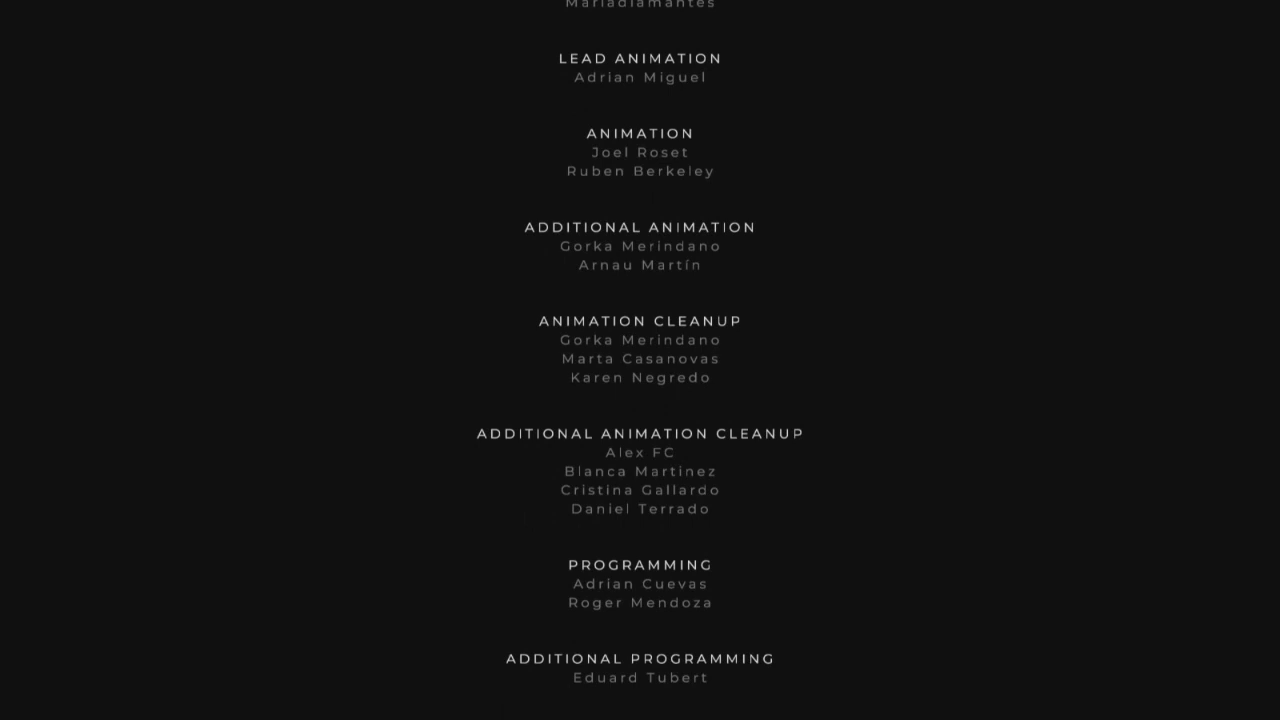 Mariadiamantes
LEAD ANIMATION
Adrian Miguel
ANIMATION
Joel Roset
Ruben Berkeley
ADDITIONAL ANIMATION
Gorka Merindano
Arnau Martín
ANIMATION CLEANUP
Gorka Merindano
Marta Casanovas
Karen Negredo
ADDITIONAL ANIMATION CLEANUP
Alex FC
Blanca Martinez
Cristina Gallardo
Daniel Terrado
PROGRAMMING
Adrian Cuevas
Roger Mendoza
ADDITIONAL PROGRAMMING
Eduard Tubert